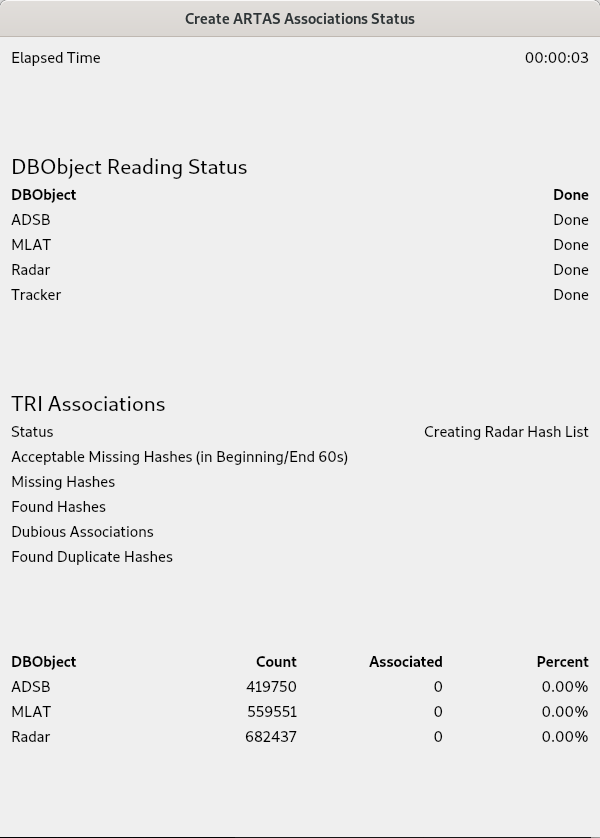 Create ARTAS Associations Status
Elapsed Time 00:00:03
DBObject Reading Status
DBObject Done
ADSB Done
MLAT Done
Radar Done
Tracker Done
TRI Associations
Status Creating Radar Hash List
Acceptable Missing Hashes (in Beginning/End 60s)
Missing Hashes
Found Hashes
Dubious Associations
Found Duplicate Hashes
DBObject Count Associated Percent
ADSB 419750 0 0.00%
MLAT 559551 0 0.00%
Radar 682437 0 0.00%